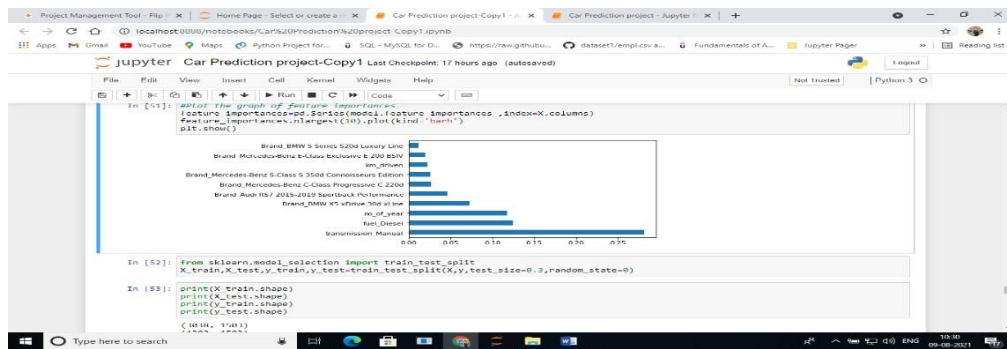 Project Management Tool - Flip
Home Page - Select or create a
Car Prediction project-Copy1 - J
Car Prediction project - Jupyter
localhost:8888/notebooks/Car%20Prediction%20project-Copy1.ipynb
Apps
Gmail
YouTube
Maps
Python Project for...
SQL - MySQL for D...
https://raw.githubu...
dataset1/empl.csv a...
Fundamentals of A...
Jupyter Pager
Reading list
jupyter Car Prediction project-Copy1 Last Checkpoint: 17 hours ago (autosaved)
Logout
File Edit View Insert Cell Kernel Widgets Help
Not Trusted
Python 3
Run
Code
In [51]: #Plot the graph of feature importances
feature_importances=pd.Series(model.feature_importances_,index=X.columns)
feature_importances.nlargest(10).plot(kind='barh')
plt.show()
Brand_BMW 5 Series 520d Luxury Line
Brand_Mercedes-Benz E-Class Exclusive E 200 BSIV
km_driven
Brand_Mercedes-Benz S-Class S 350d Connoisseurs Edition
Brand_Mercedes-Benz C-Class Progressive C 220d
Brand_Audi RS7 2015-2019 Sportback Performance
Brand_BMW X5 xDrive 30d xLine
no_of_year
fuel_Diesel
transmission_Manual
0.00 0.05 0.10 0.15 0.20 0.25
In [52]: from sklearn.model_selection import train_test_split
X_train,X_test,y_train,y_test=train_test_split(X,y,test_size=0.3,random_state=0)
In [53]: print(X_train.shape)
print(X_test.shape)
print(y_train.shape)
print(y_test.shape)
(3038, 1503)
Type here to search
ENG
10:30
09-08-2021